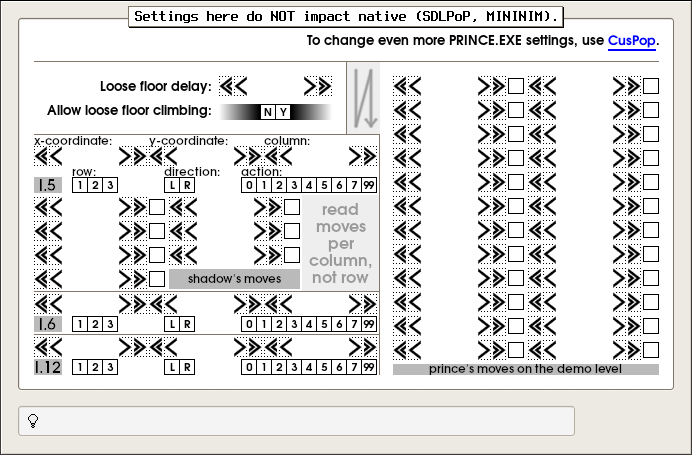 Settings here do NOT impact native (SDLPoP, MININIM).
To change even more PRINCE.EXE settings, use CusPop.
Loose floor delay:
Allow loose floor climbing: N Y
x-coordinate: y-coordinate: column:
row: direction: action:
I.5 1 2 3 L R 0 1 2 3 4 5 6 7 99
read
moves
per
column,
not row
shadow's moves
I.6 1 2 3 L R 0 1 2 3 4 5 6 7 99
I.12 1 2 3 L R 0 1 2 3 4 5 6 7 99
prince's moves on the demo level